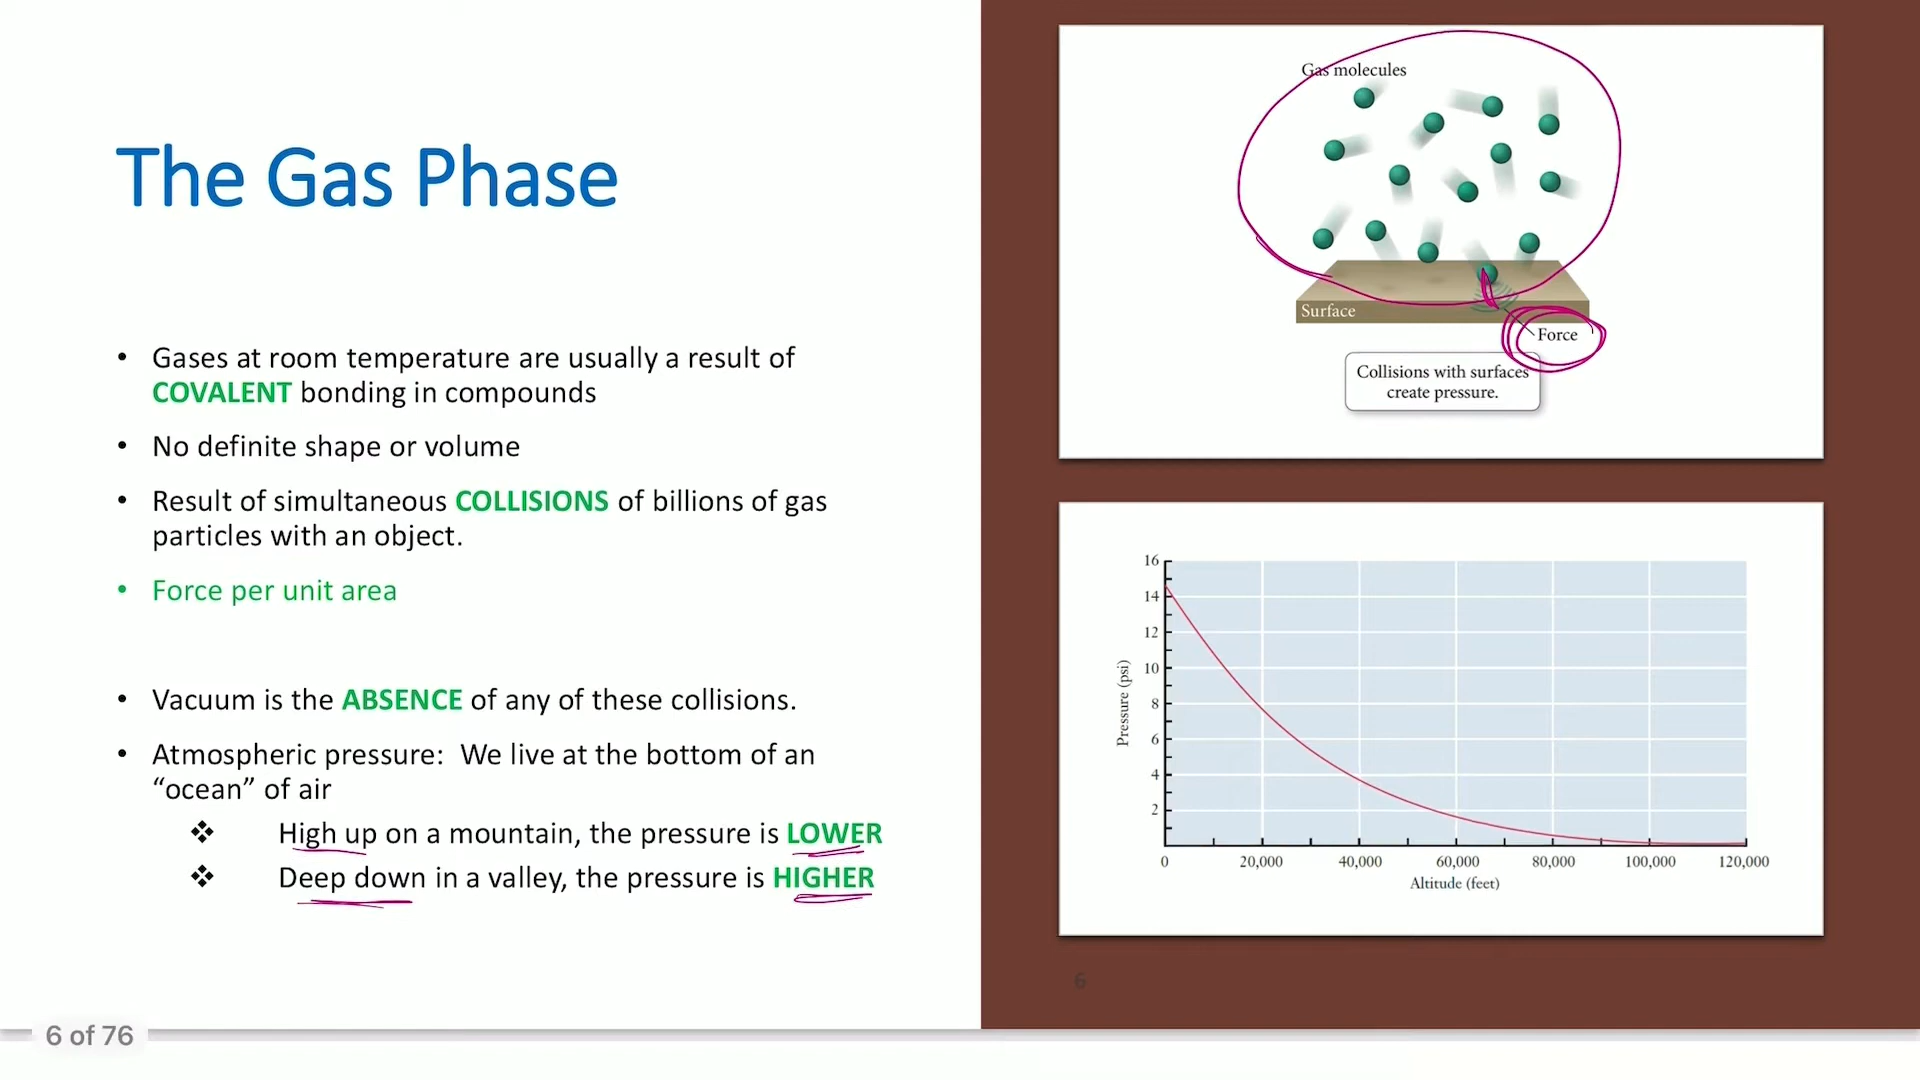 The Gas Phase
• Gases at room temperature are usually a result of
COVALENT bonding in compounds
• No definite shape or volume
• Result of simultaneous COLLISIONS of billions of gas
particles with an object.
• Force per unit area
• Vacuum is the ABSENCE of any of these collisions.
• Atmospheric pressure: We live at the bottom of an
“ocean” of air
❖ High up on a mountain, the pressure is LOWER
❖ Deep down in a valley, the pressure is HIGHER
6 of 76
Gas molecules
Surface
Force
Collisions with surfaces
create pressure.
16
14
12
10
8
6
4
2
Pressure (psi)
0 20,000 40,000 60,000 80,000 100,000 120,000
Altitude (feet)
6